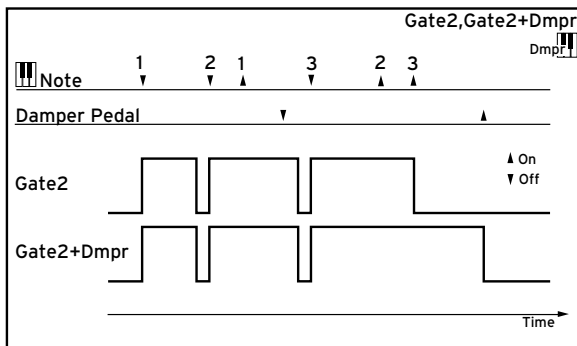 Gate2,Gate2+Dmpr
Dmpr
1 2 1 3 2 3
Note
Damper Pedal
On
Off
Gate2
Gate2+Dmpr
Time